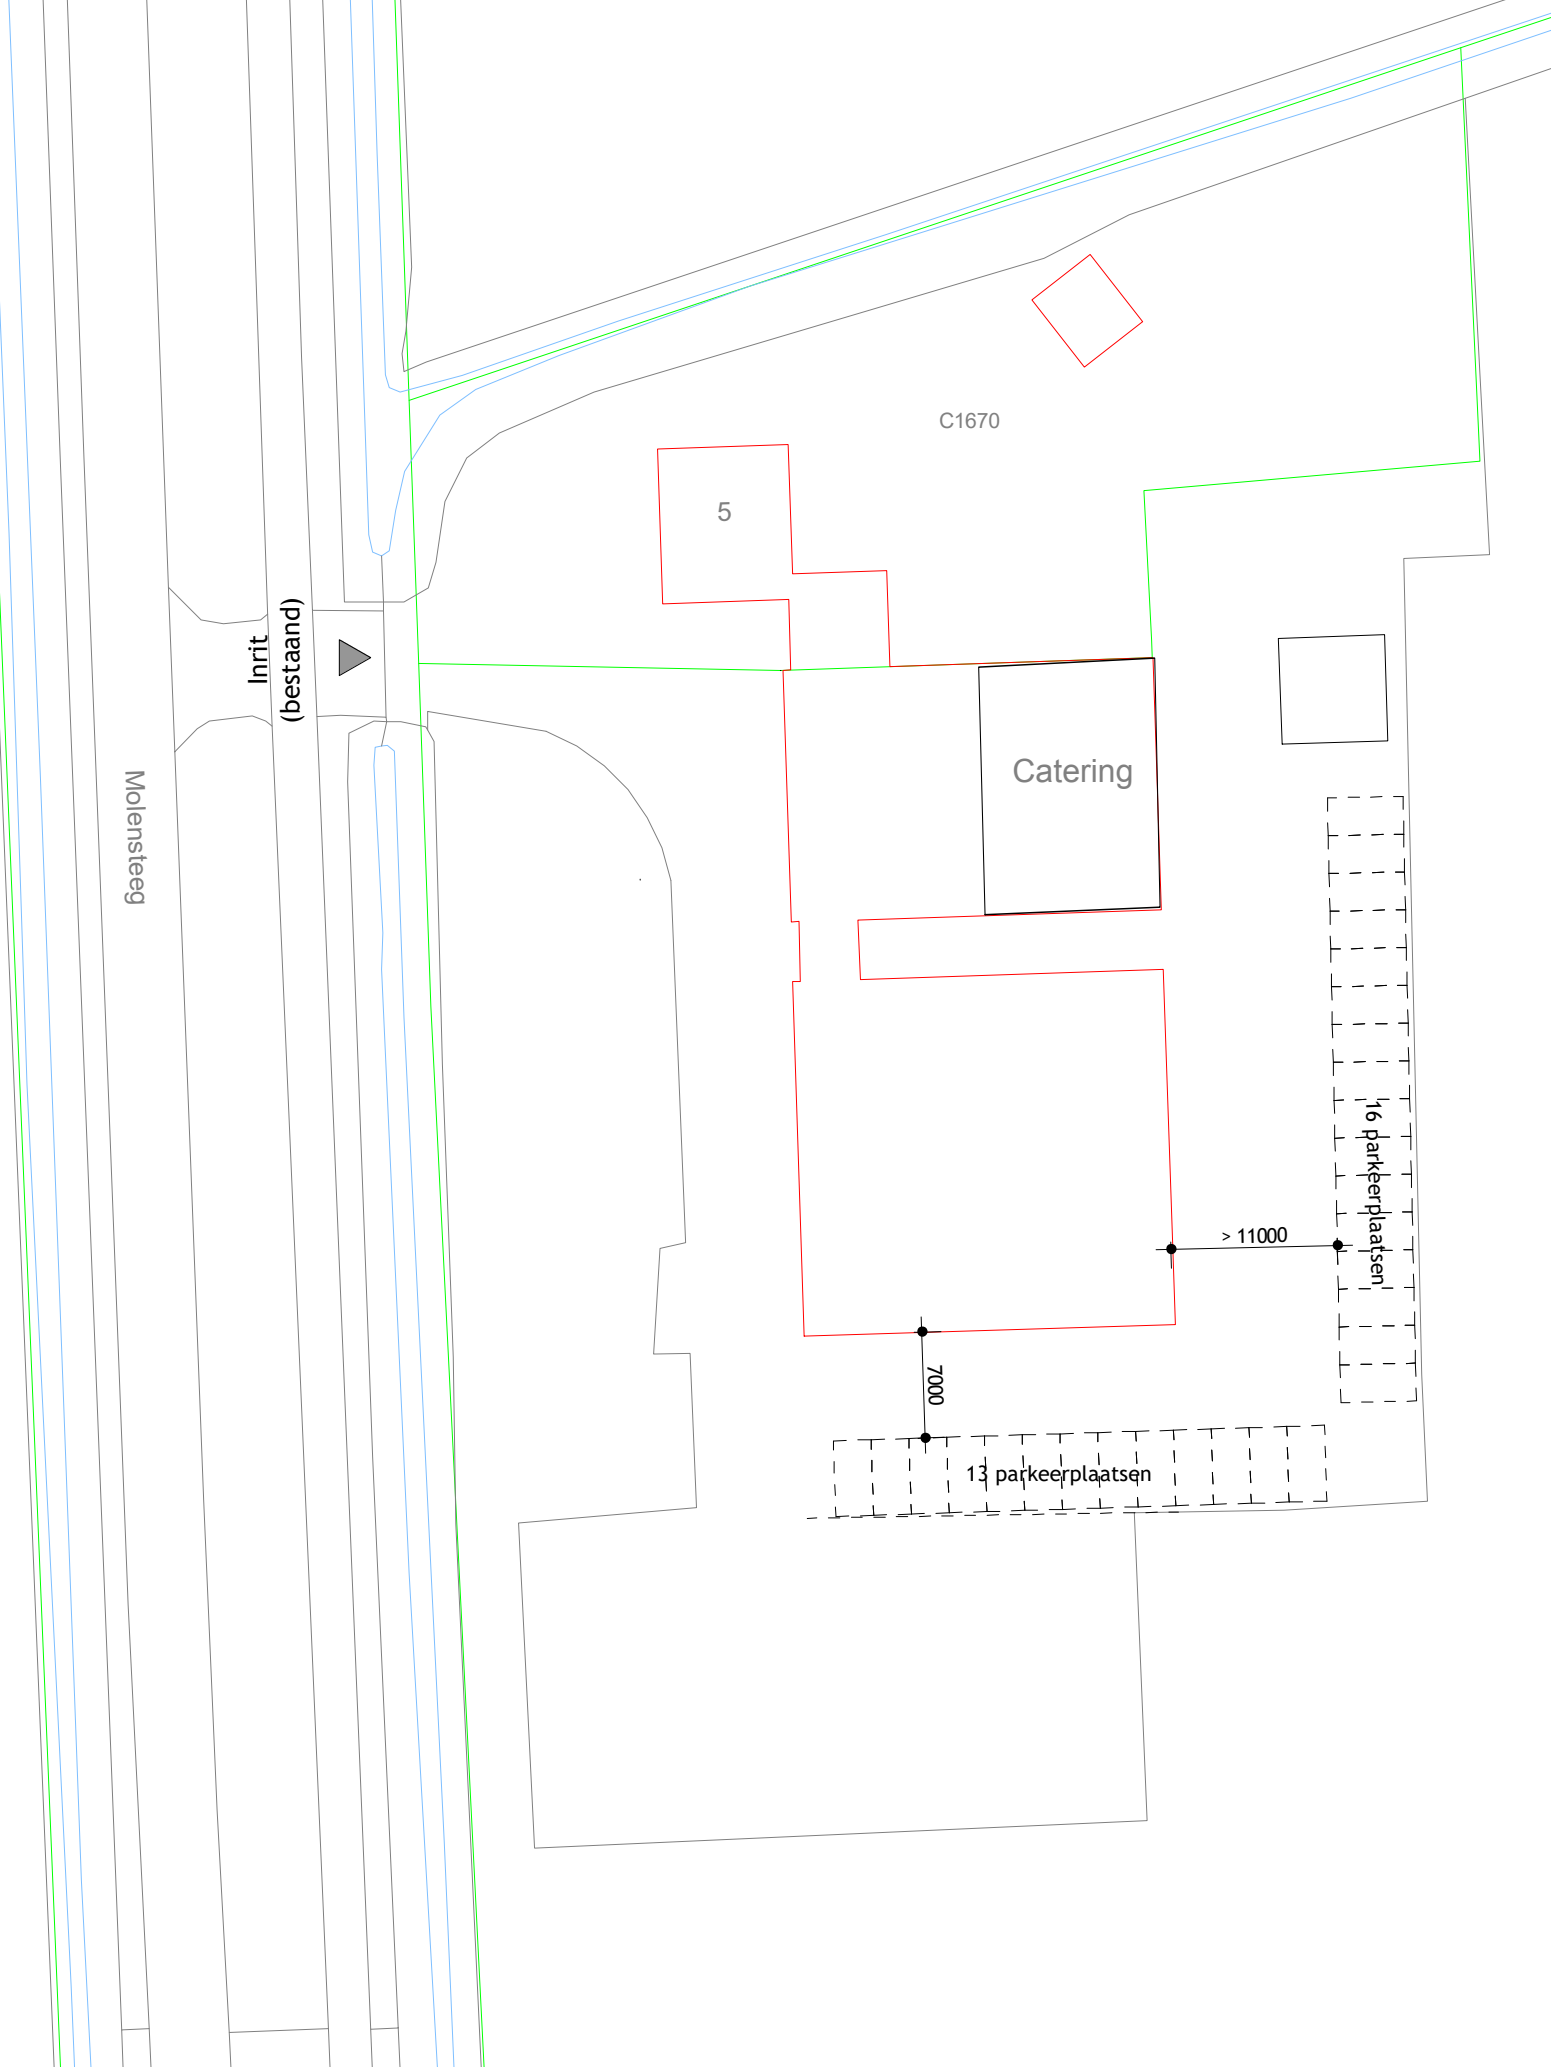 C1670
5
Inrit
(bestaand)
Catering
Molensteeg
16 parkeerplaatsen
> 11000
7000
13 parkeerplaatsen